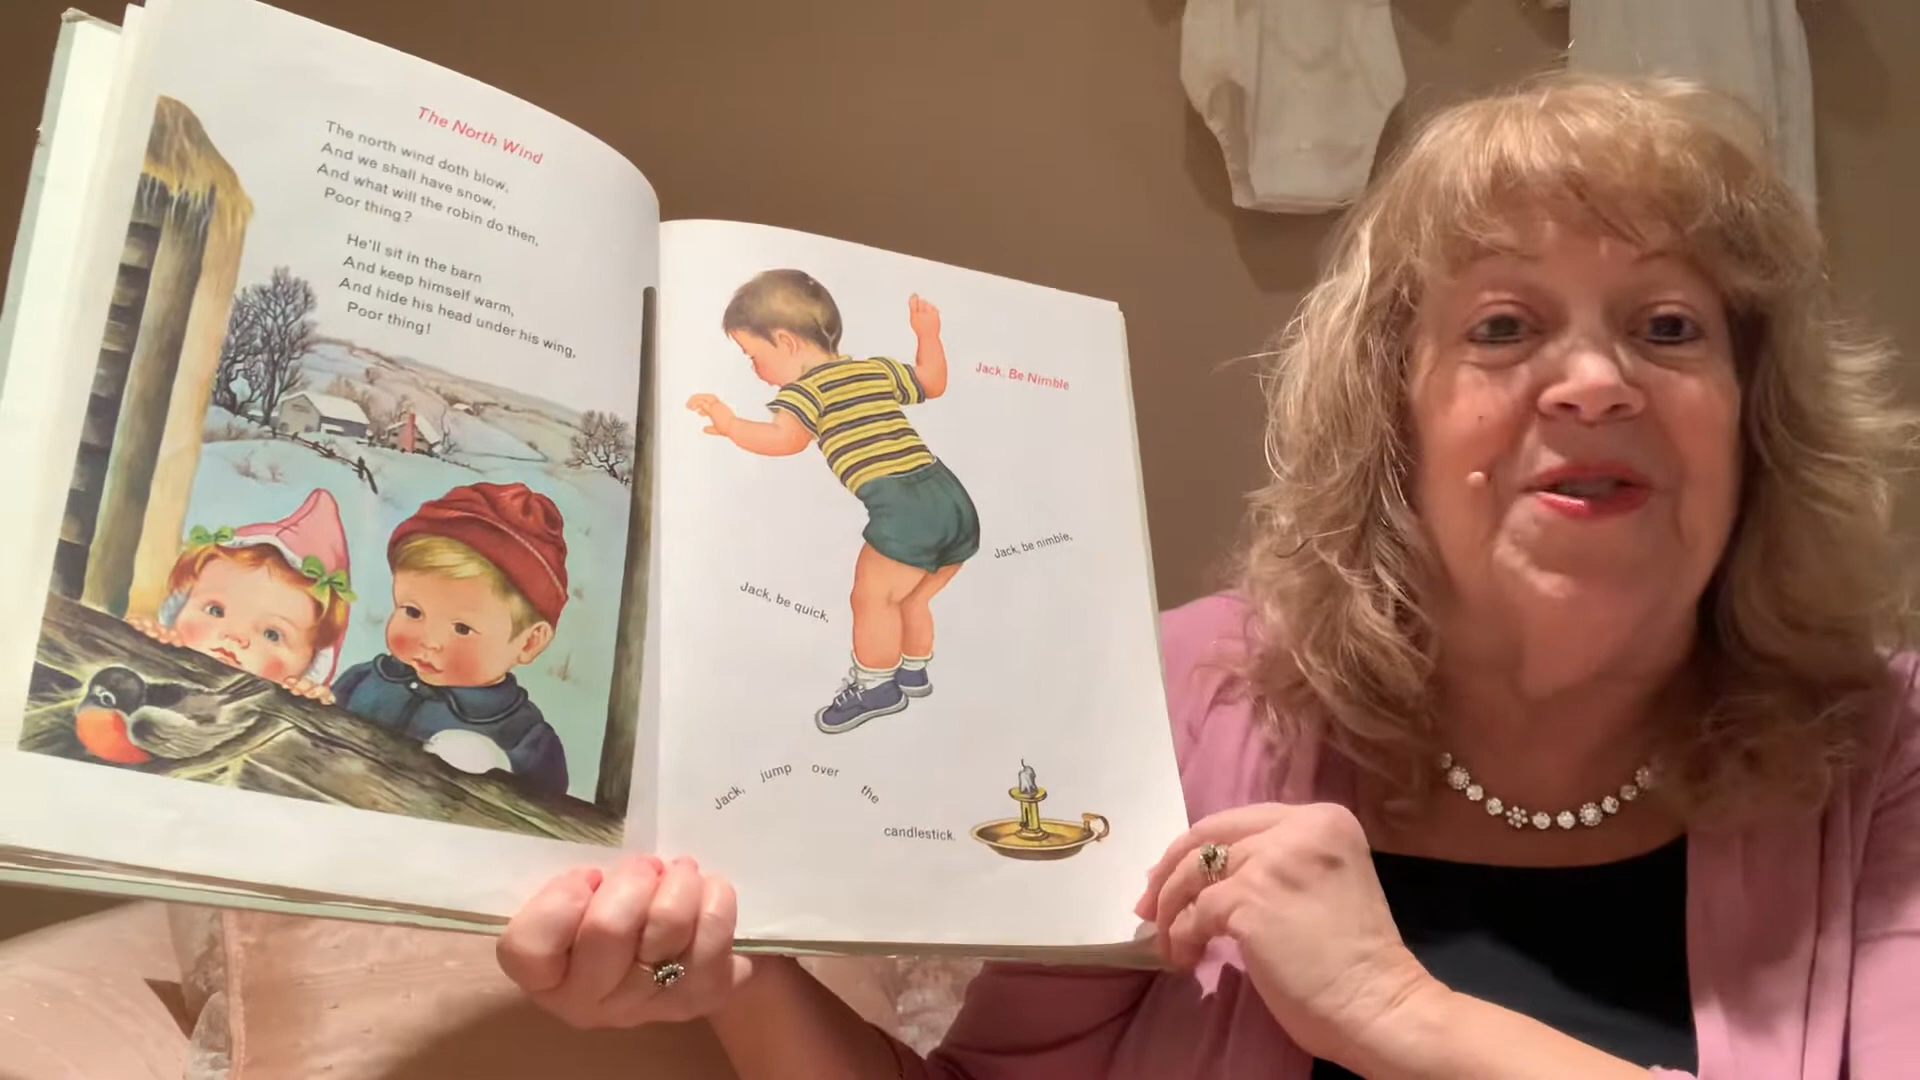 The North Wind
The north wind doth blow,
And we shall have snow,
And what will the robin do then,
Poor thing?
He'll sit in the barn
And keep himself warm,
And hide his head under his wing,
Poor thing!
Jack, Be Nimble
Jack, be nimble,
Jack, be quick,
Jack, jump over the
candlestick.